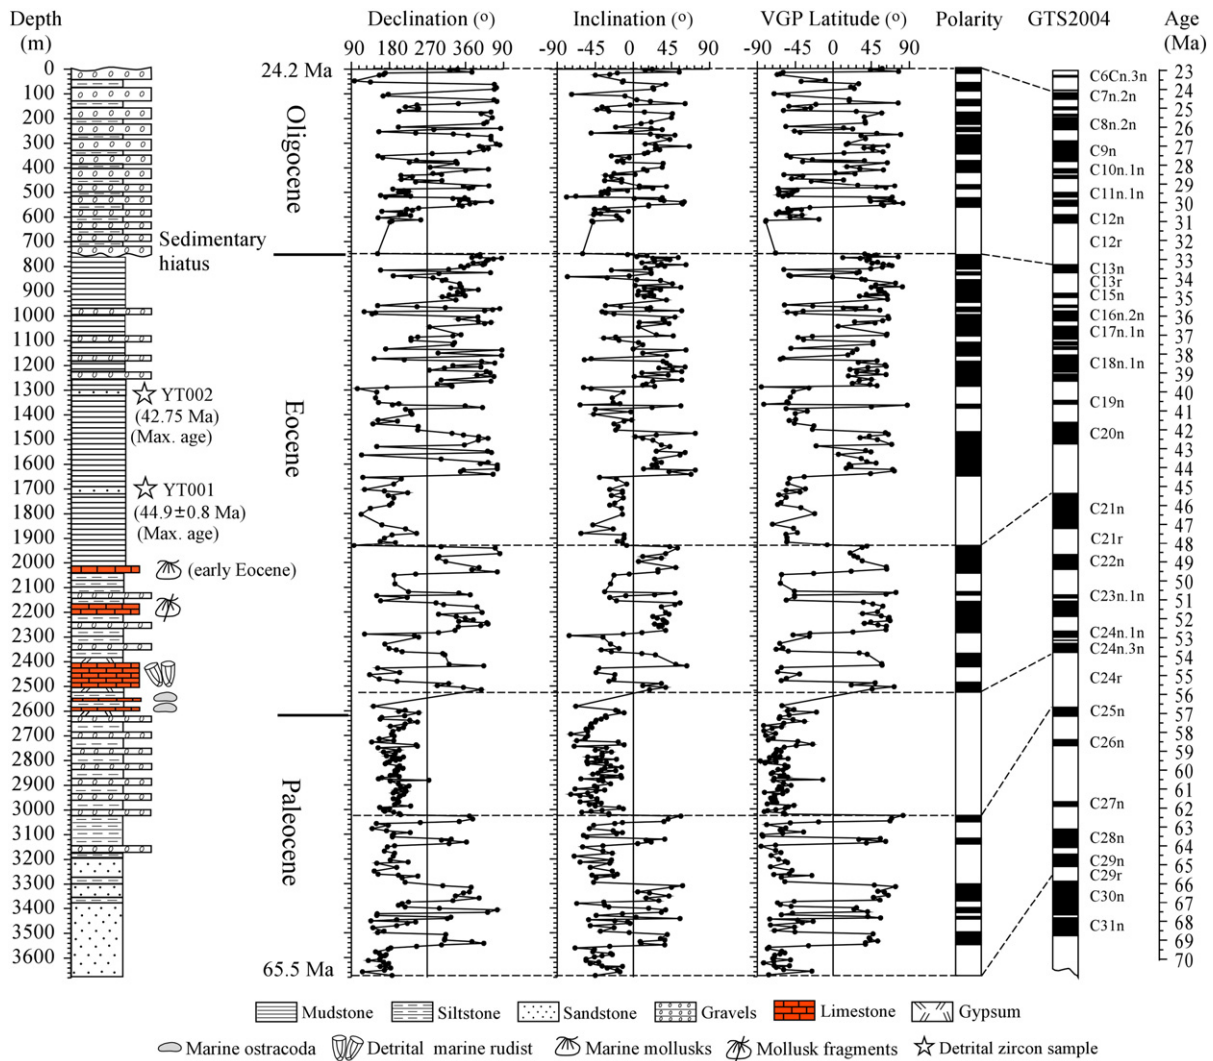 Depth
(m)
Declination (º)
Inclination (º)
VGP Latitude (º)
Polarity
GTS2004
Age
(Ma)
90 180 270 360 90
-90 -45 0 45 90
-90 -45 0 45 90
0
100
200
300
400
500
600
700
800
900
1000
1100
1200
1300
1400
1500
1600
1700
1800
1900
2000
2100
2200
2300
2400
2500
2600
2700
2800
2900
3000
3100
3200
3300
3400
3500
3600
Sedimentary
hiatus
YT002
(42.75 Ma)
(Max. age)
YT001
(44.9±0.8 Ma)
(Max. age)
(early Eocene)
24.2 Ma
Oligocene
Eocene
Paleocene
65.5 Ma
C6Cn.3n
C7n.2n
C8n.2n
C9n
C10n.1n
C11n.1n
C12n
C12r
C13n
C13r
C15n
C16n.2n
C17n.1n
C18n.1n
C19n
C20n
C21n
C21r
C22n
C23n.1n
C24n.1n
C24n.3n
C24r
C25n
C26n
C27n
C28n
C29n
C29r
C30n
C31n
23
24
25
26
27
28
29
30
31
32
33
34
35
36
37
38
39
40
41
42
43
44
45
46
47
48
49
50
51
52
53
54
55
56
57
58
59
60
61
62
63
64
65
66
67
68
69
70
Mudstone Siltstone Sandstone Gravels Limestone Gypsum
Marine ostracoda Detrital marine rudist Marine mollusks Mollusk fragments Detrital zircon sample